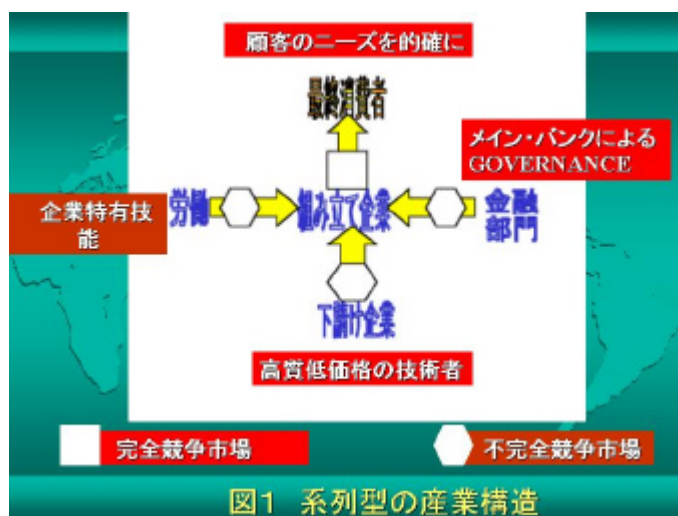 顧客のニーズを的確に
最終消費者
メイン・バンクによる
GOVERNANCE
企業特有技
能
労働
組み立て企業
金融
部門
下請け企業
高質低価格の技術者
完全競争市場
不完全競争市場
図1 系列型の産業構造